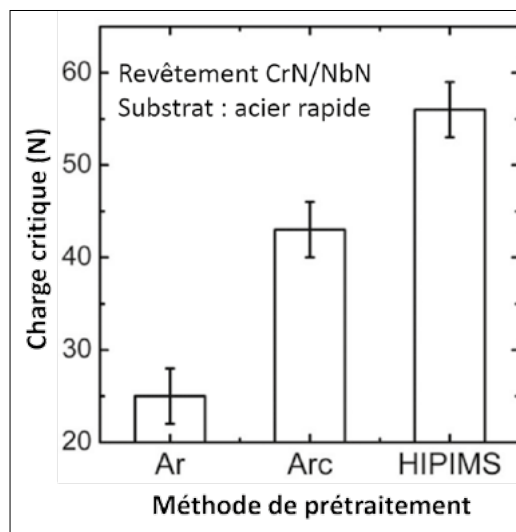 Revêtement CrN/NbN
Substrat : acier rapide
Charge critique (N)
60
50
40
30
20
Ar Arc HIPIMS
Méthode de prétraitement